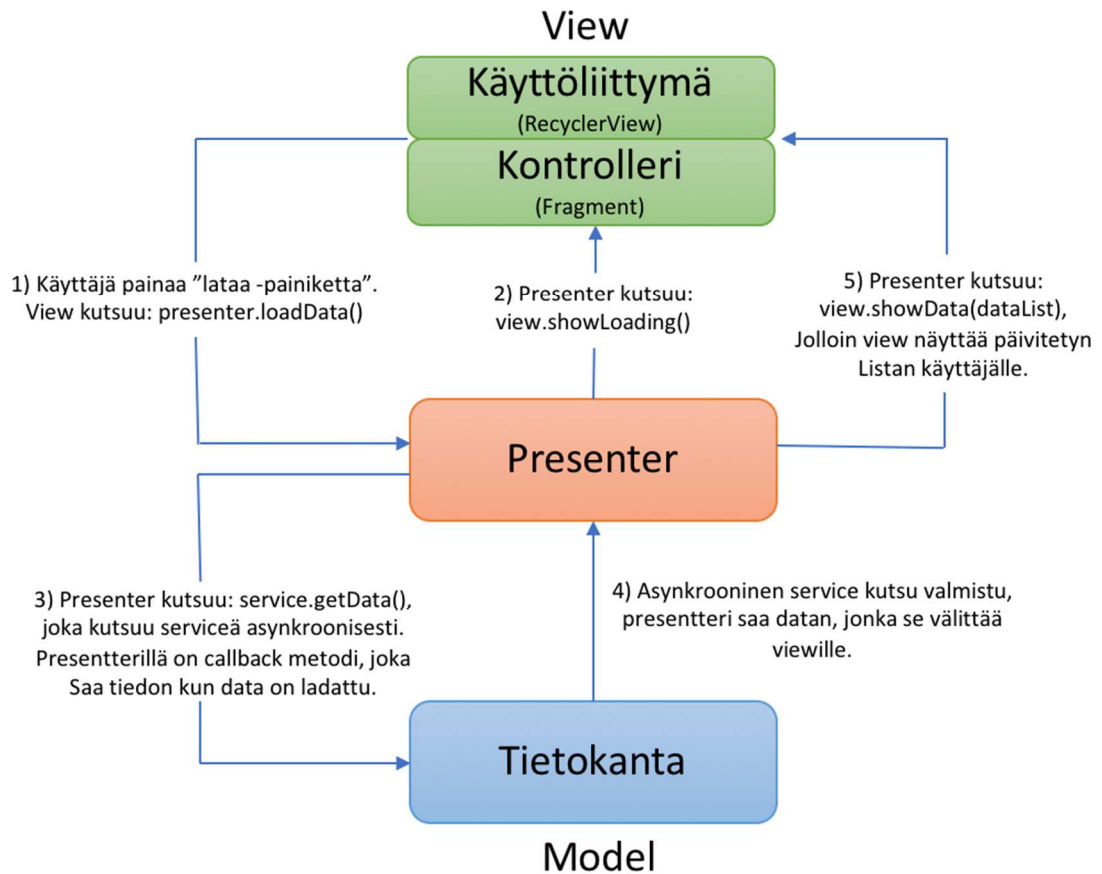 View
Käyttöliittymä
(RecyclerView)
Kontrolleri
(Fragment)
1) Käyttäjä painaa ”lataa -painiketta”.
View kutsuu: presenter.loadData()
2) Presenter kutsuu:
view.showLoading()
5) Presenter kutsuu:
view.showData(dataList),
Jolloin view näyttää päivitetyn
Listan käyttäjälle.
Presenter
3) Presenter kutsuu: service.getData(),
joka kutsuu serviceä asynkroonisesti.
Presentterillä on callback metodi, joka
Saa tiedon kun data on ladattu.
4) Asynkrooninen service kutsu valmistu,
presentteri saa datan, jonka se välittää
viewille.
Tietokanta
Model